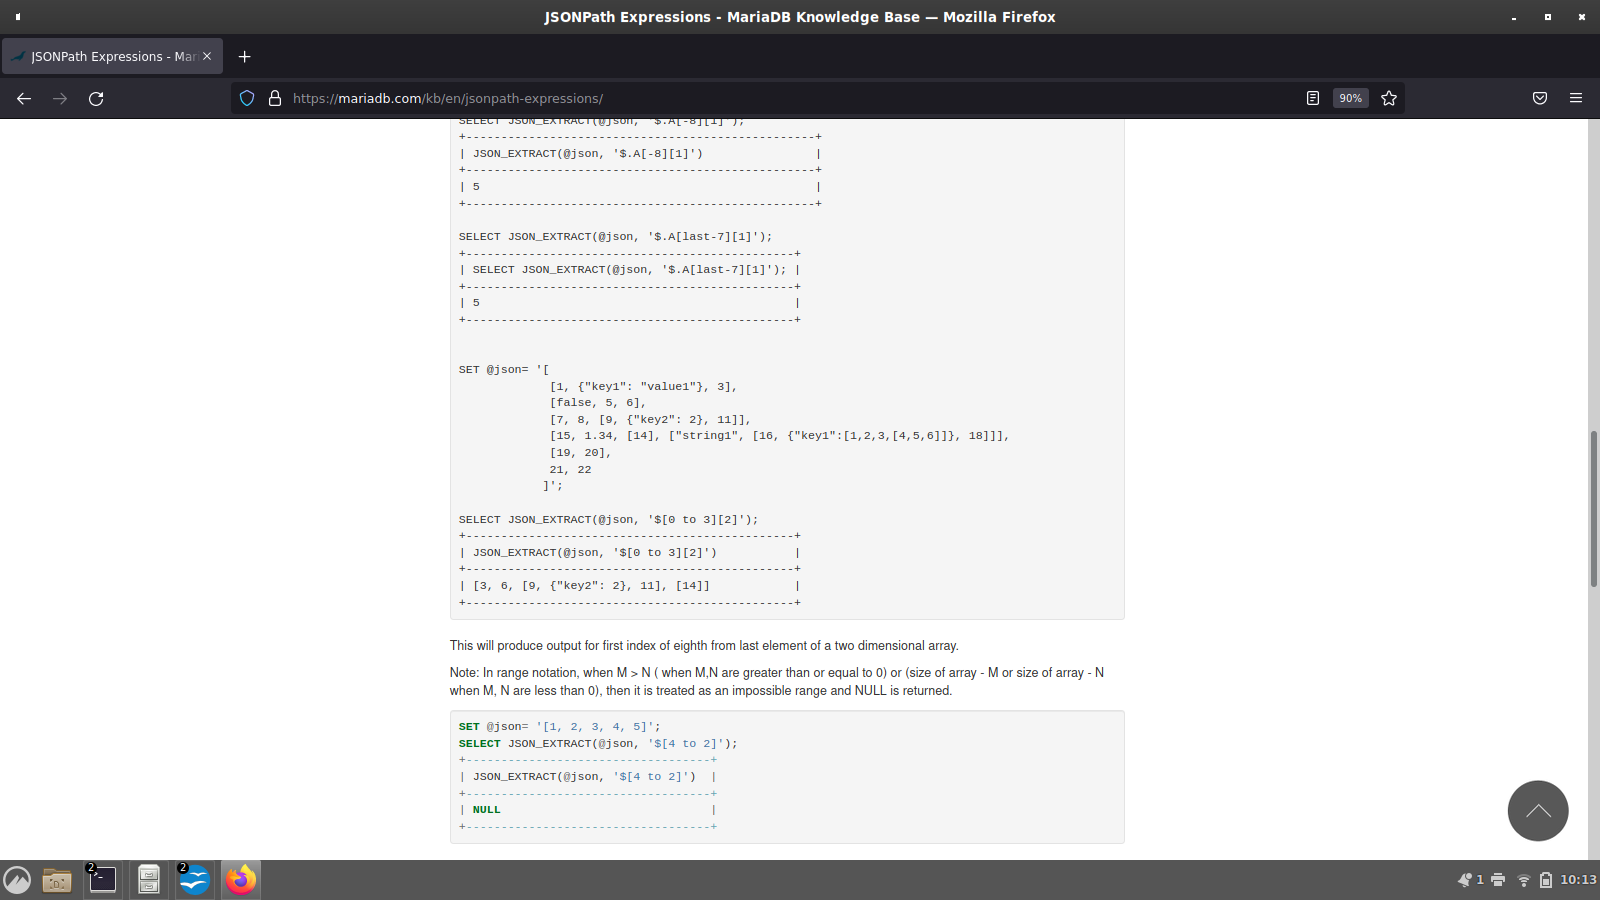 JSONPath Expressions - MariaDB Knowledge Base — Mozilla Firefox
JSONPath Expressions - Mar
https://mariadb.com/kb/en/jsonpath-expressions/
90%
SELECT JSON_EXTRACT(@json, '$.A[-8][1]');
+--------------------------------------------------+
| JSON_EXTRACT(@json, '$.A[-8][1]')                |
+--------------------------------------------------+
| 5                                                |
+--------------------------------------------------+
SELECT JSON_EXTRACT(@json, '$.A[last-7][1]');
+-----------------------------------------------+
| SELECT JSON_EXTRACT(@json, '$.A[last-7][1]'); |
+-----------------------------------------------+
| 5                                             |
+-----------------------------------------------+
SET @json= '[
             [1, {"key1": "value1"}, 3],
             [false, 5, 6],
             [7, 8, [9, {"key2": 2}, 11]],
             [15, 1.34, [14], ["string1", [16, {"key1":[1,2,3,[4,5,6]]}, 18]]],
             [19, 20],
             21, 22
            ]';
SELECT JSON_EXTRACT(@json, '$[0 to 3][2]');
+-----------------------------------------------+
| JSON_EXTRACT(@json, '$[0 to 3][2]')           |
+-----------------------------------------------+
| [3, 6, [9, {"key2": 2}, 11], [14]]            |
+-----------------------------------------------+
This will produce output for first index of eighth from last element of a two dimensional array.
Note: In range notation, when M > N ( when M,N are greater than or equal to 0) or (size of array - M or size of array - N
when M, N are less than 0), then it is treated as an impossible range and NULL is returned.
SET @json= '[1, 2, 3, 4, 5]';
SELECT JSON_EXTRACT(@json, '$[4 to 2]');
+-----------------------------------+
| JSON_EXTRACT(@json, '$[4 to 2]')  |
+-----------------------------------+
| NULL                              |
+-----------------------------------+
2
2
1
10:13